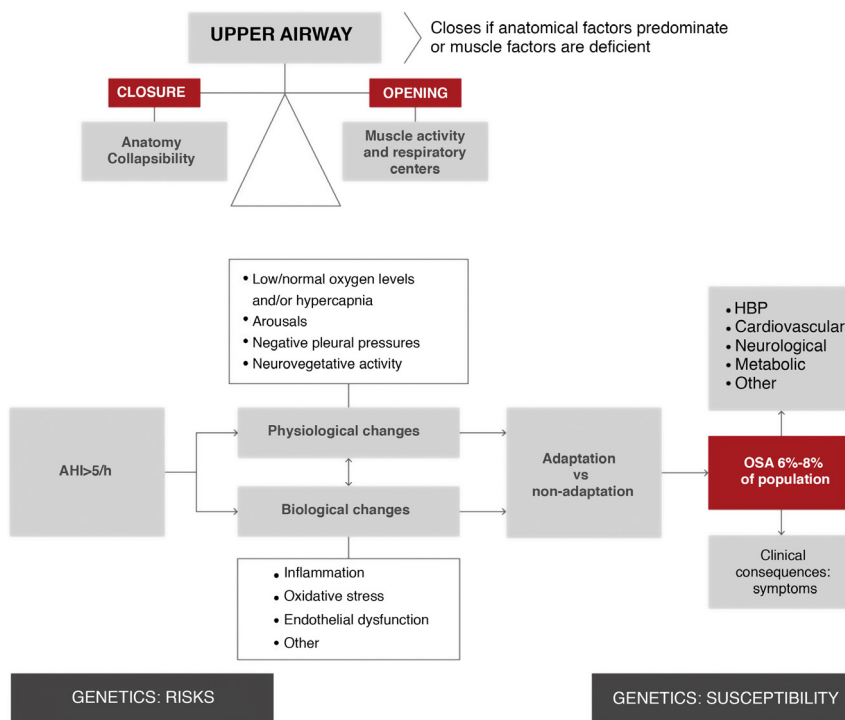 UPPER AIRWAY
Closes if anatomical factors predominate
or muscle factors are deficient
CLOSURE
OPENING
Anatomy
Collapsibility
Muscle activity
and respiratory
centers
• Low/normal oxygen levels
and/or hypercapnia
• Arousals
• Negative pleural pressures
• Neurovegetative activity
• HBP
• Cardiovascular
• Neurological
• Metabolic
• Other
AHI>5/h
Physiological changes
Biological changes
Adaptation
vs
non-adaptation
OSA 6%-8%
of population
• Inflammation
• Oxidative stress
• Endothelial dysfunction
• Other
Clinical
consequences:
symptoms
GENETICS: RISKS
GENETICS: SUSCEPTIBILITY